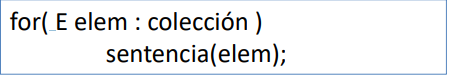 for( E elem : colección )
sentencia(elem);